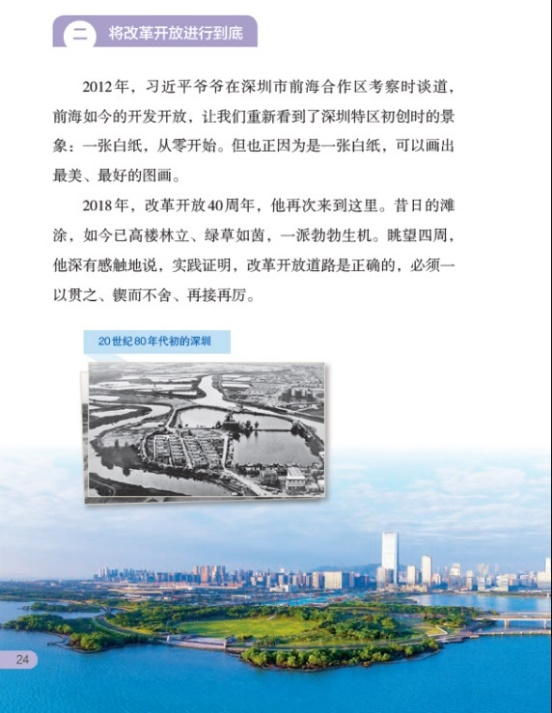 二 将改革开放进行到底
2012年，习近平爷爷在深圳市前海合作区考察时谈道，
前海如今的开发开放，让我们重新看到了深圳特区初创时的景
象：一张白纸，从零开始。但也正因为是一张白纸，可以画出
最美、最好的图画。
2018年，改革开放40周年，他再次来到这里。昔日的滩
涂，如今已高楼林立、绿草如茵，一派勃勃生机。眺望四周，
他深有感触地说，实践证明，改革开放道路是正确的，必须一
以贯之、锲而不舍、再接再厉。
20世纪80年代初的深圳
24